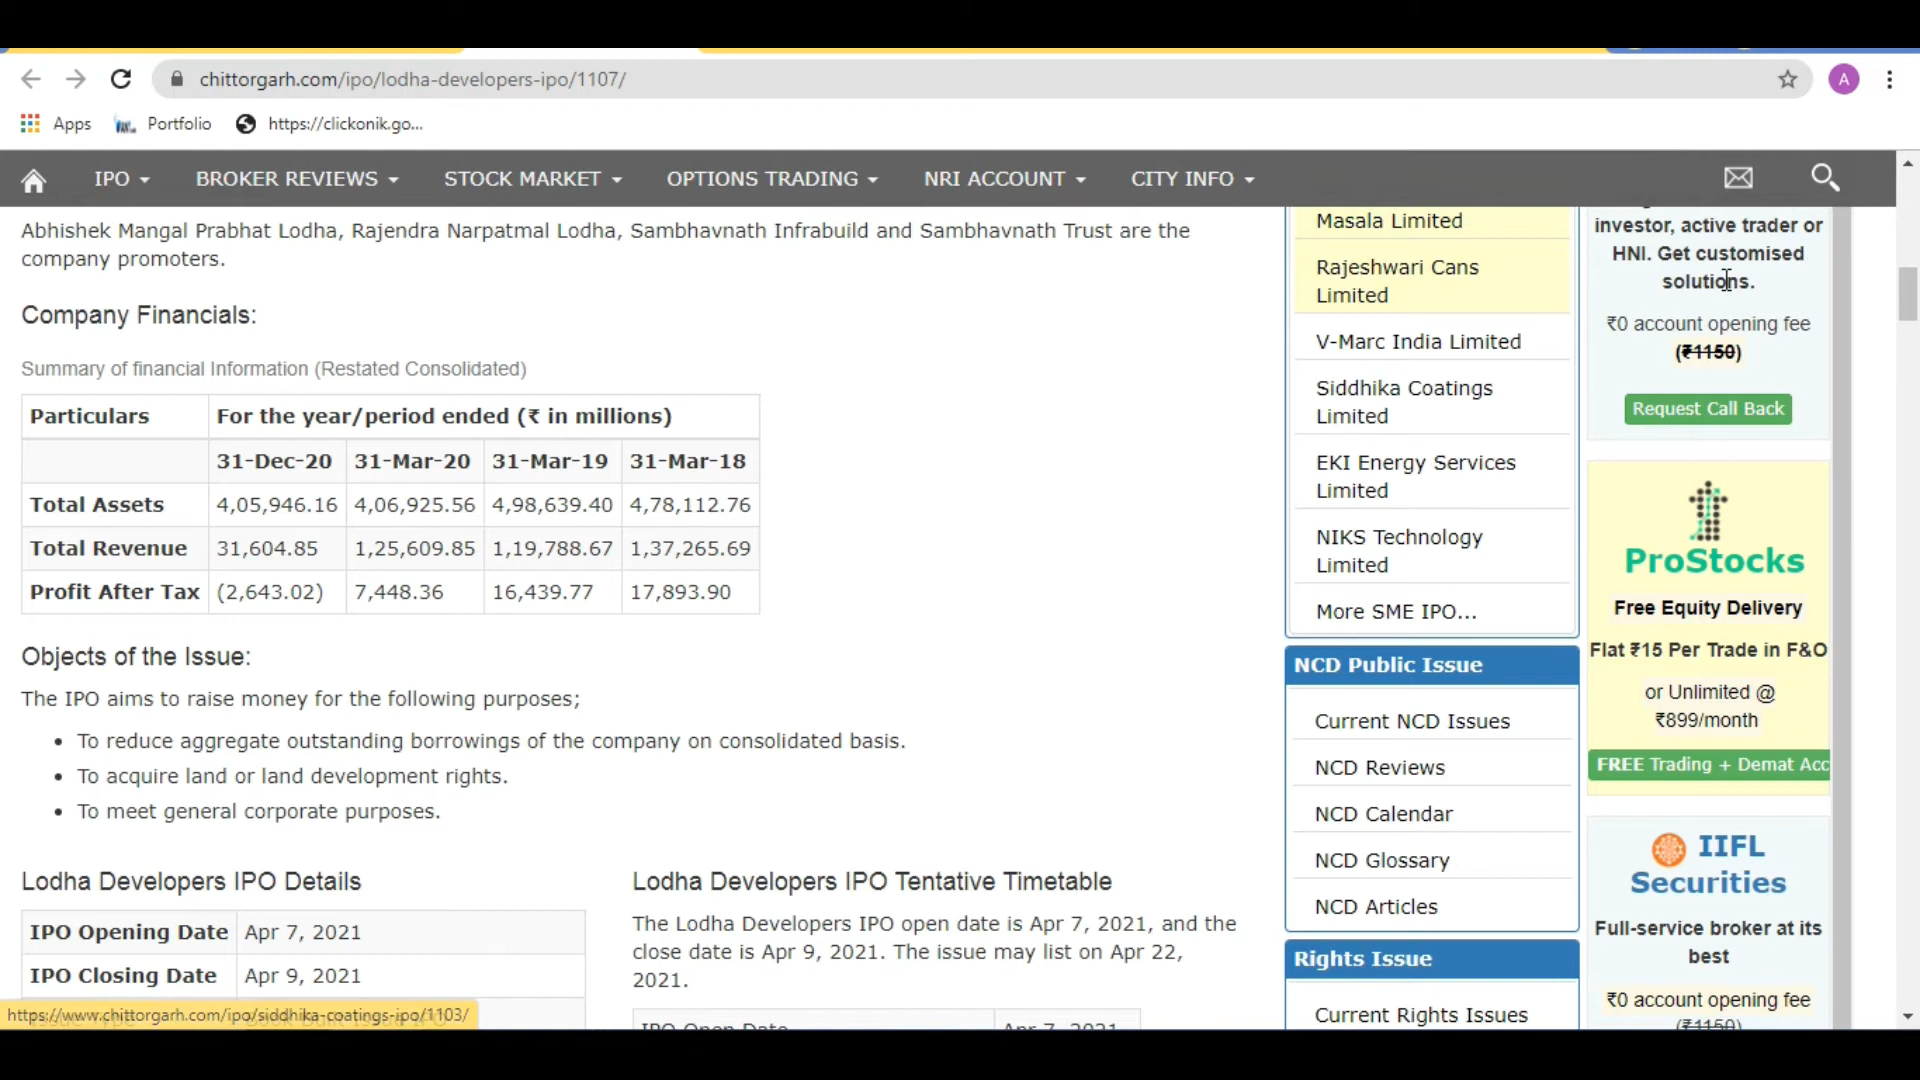 chittorgarh.com/ipo/lodha-developers-ipo/1107/
A
Apps
Portfolio
https://clickonik.go...
IPO
BROKER REVIEWS
STOCK MARKET
OPTIONS TRADING
NRI ACCOUNT
CITY INFO
Abhishek Mangal Prabhat Lodha, Rajendra Narpatmal Lodha, Sambhavnath Infrabuild and Sambhavnath Trust are the
company promoters.
Company Financials:
Summary of financial Information (Restated Consolidated)
Particulars For the year/period ended (₹ in millions)
31-Dec-20 31-Mar-20 31-Mar-19 31-Mar-18
Total Assets 4,05,946.16 4,06,925.56 4,98,639.40 4,78,112.76
Total Revenue 31,604.85 1,25,609.85 1,19,788.67 1,37,265.69
Profit After Tax (2,643.02) 7,448.36 16,439.77 17,893.90
Objects of the Issue:
The IPO aims to raise money for the following purposes;
• To reduce aggregate outstanding borrowings of the company on consolidated basis.
• To acquire land or land development rights.
• To meet general corporate purposes.
Lodha Developers IPO Details
IPO Opening Date Apr 7, 2021
IPO Closing Date Apr 9, 2021
https://www.chittorgarh.com/ipo/siddhika-coatings-ipo/1103/
Lodha Developers IPO Tentative Timetable
The Lodha Developers IPO open date is Apr 7, 2021, and the
close date is Apr 9, 2021. The issue may list on Apr 22,
2021.
IPO Open Date Apr 7, 2021
Masala Limited
Rajeshwari Cans
Limited
V-Marc India Limited
Siddhika Coatings
Limited
EKI Energy Services
Limited
NIKS Technology
Limited
More SME IPO...
NCD Public Issue
Current NCD Issues
NCD Reviews
NCD Calendar
NCD Glossary
NCD Articles
Rights Issue
Current Rights Issues
investor, active trader or
HNI. Get customised
solutions.
₹0 account opening fee
(₹1150)
Request Call Back
ProStocks
Free Equity Delivery
Flat ₹15 Per Trade in F&O
or Unlimited @
₹899/month
FREE Trading + Demat Acc
IIFL
Securities
Full-service broker at its
best
₹0 account opening fee
(₹1150)